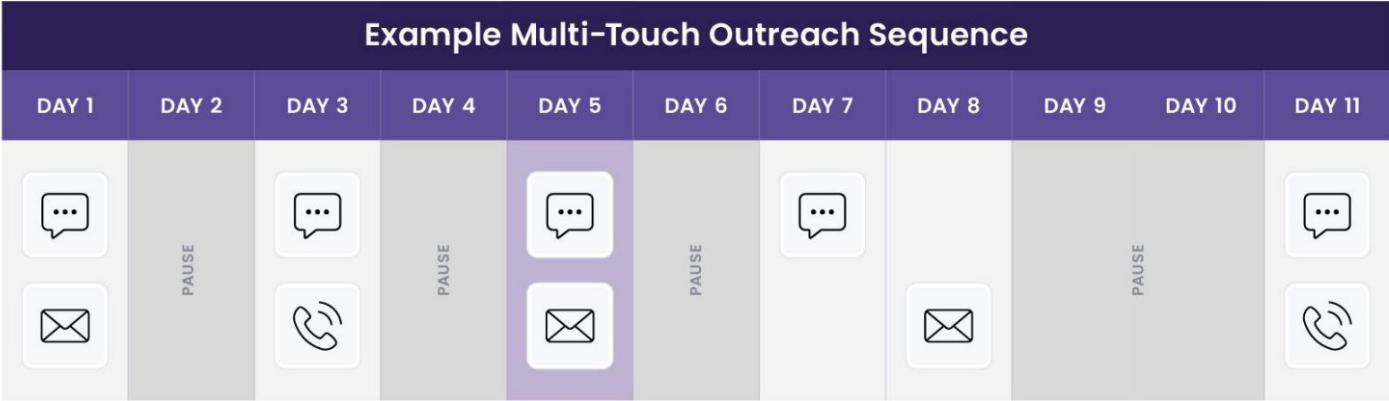 Example Multi-Touch Outreach Sequence
DAY 1 DAY 2 DAY 3 DAY 4 DAY 5 DAY 6 DAY 7 DAY 8 DAY 9 DAY 10 DAY 11
PAUSE
PAUSE
PAUSE
PAUSE